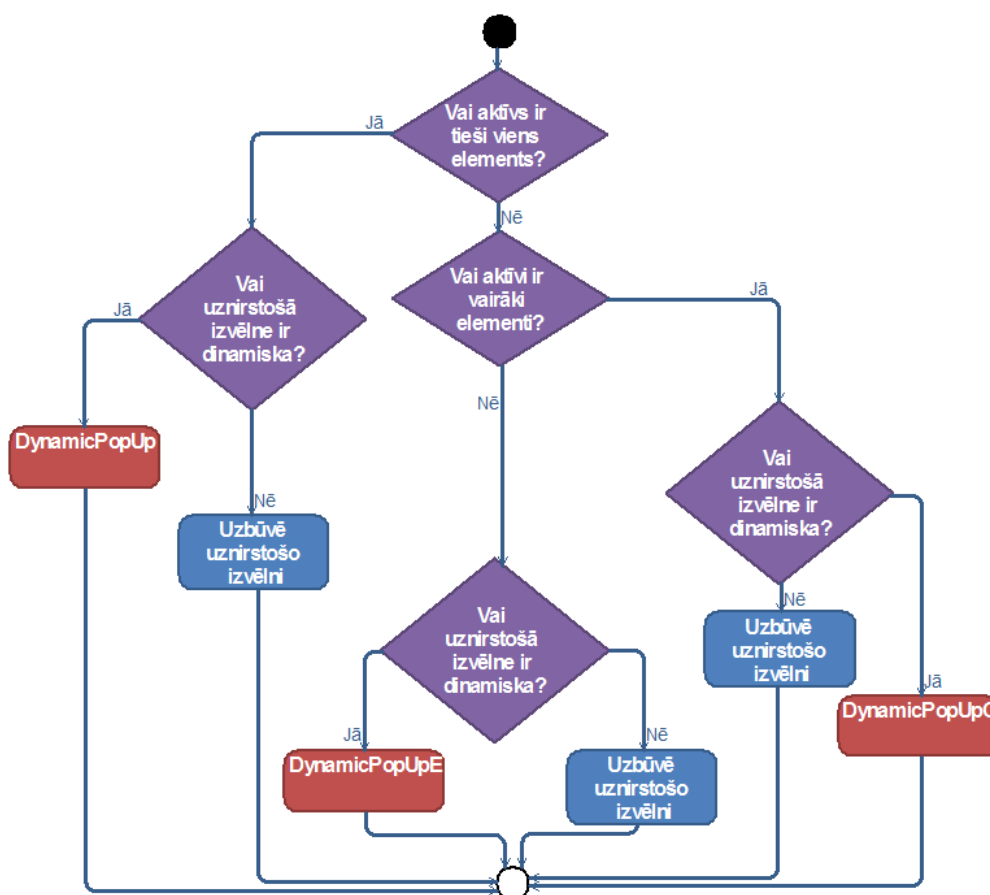 Vai aktīvs ir
tieši viens
elements?
Jā
Nē
Vai
uznirstošā
izvēlne ir
dinamiska?
Vai aktīvi ir
vairāki
elementi?
Jā
Jā
Nē
DynamicPopUp
Vai
uznirstošā
izvēlne ir
dinamiska?
Nē
Uzbūvē
uznirstošo
izvēlni
Nē
Uzbūvē
uznirstošo
izvēlni
Vai
uznirstošā
izvēlne ir
dinamiska?
Jā
DynamicPopUpC
Jā
Nē
DynamicPopUpE
Uzbūvē
uznirstošo
izvēlni